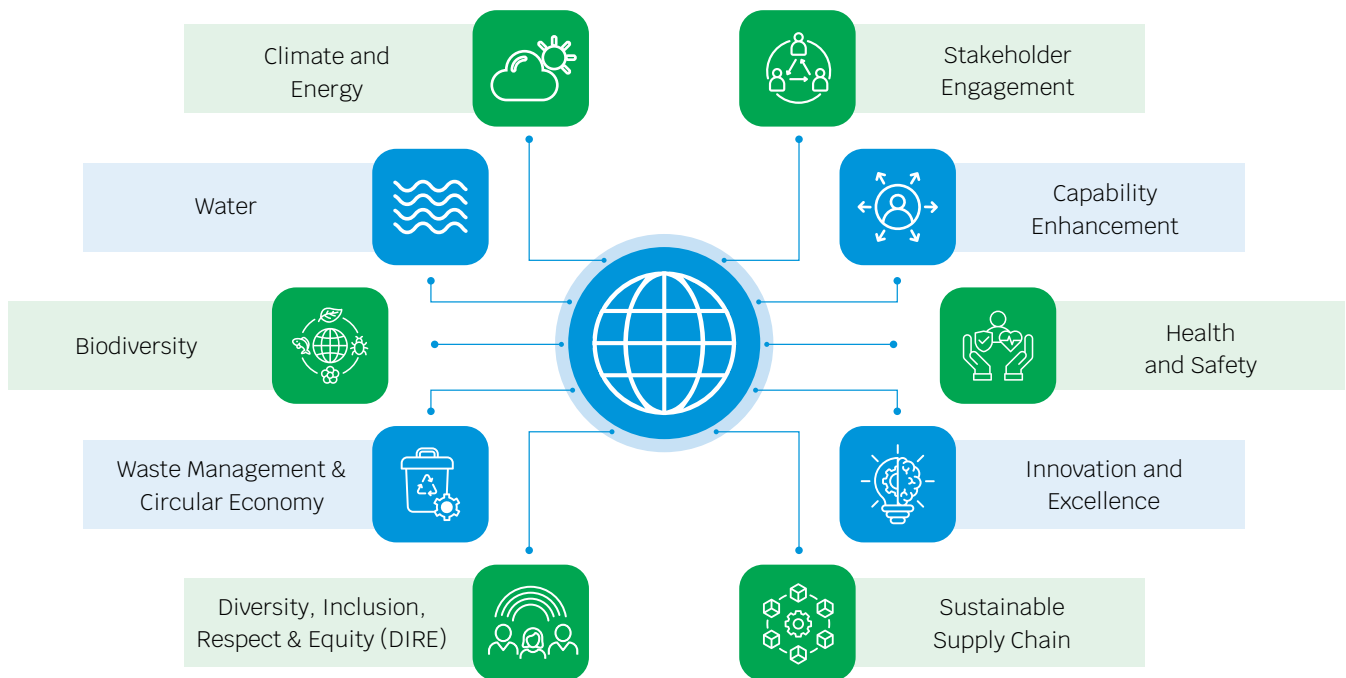 Climate and
Energy
Stakeholder
Engagement
Water
Capability
Enhancement
Biodiversity
Health
and Safety
Waste Management &
Circular Economy
Innovation and
Excellence
Diversity, Inclusion,
Respect & Equity (DIRE)
Sustainable
Supply Chain